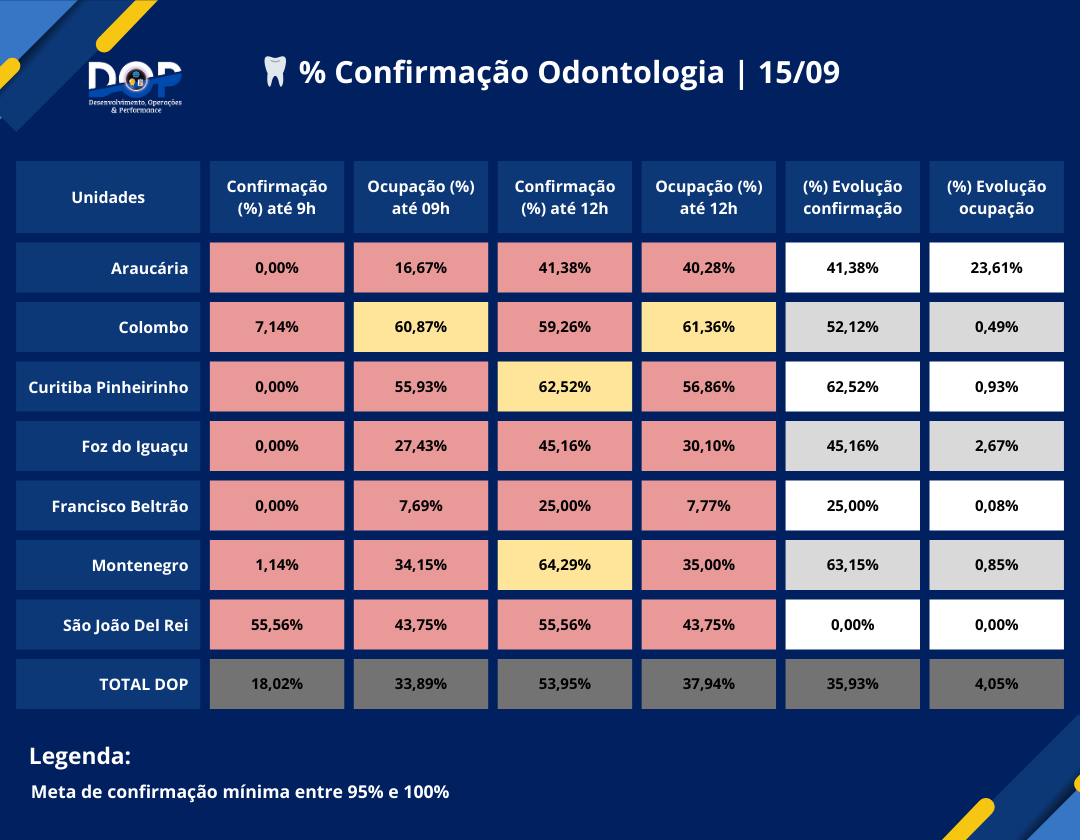 DOP
Desenvolvimento, Operações
& Performance
% Confirmação Odontologia | 15/09
Unidades
Confirmação
(%) até 9h
Ocupação (%)
até 09h
Confirmação
(%) até 12h
Ocupação (%)
até 12h
(%) Evolução
confirmação
(%) Evolução
ocupação
Araucária 0,00% 16,67% 41,38% 40,28% 41,38% 23,61%
Colombo 7,14% 60,87% 59,26% 61,36% 52,12% 0,49%
Curitiba Pinheirinho 0,00% 55,93% 62,52% 56,86% 62,52% 0,93%
Foz do Iguaçu 0,00% 27,43% 45,16% 30,10% 45,16% 2,67%
Francisco Beltrão 0,00% 7,69% 25,00% 7,77% 25,00% 0,08%
Montenegro 1,14% 34,15% 64,29% 35,00% 63,15% 0,85%
São João Del Rei 55,56% 43,75% 55,56% 43,75% 0,00% 0,00%
TOTAL DOP 18,02% 33,89% 53,95% 37,94% 35,93% 4,05%
Legenda:
Meta de confirmação mínima entre 95% e 100%